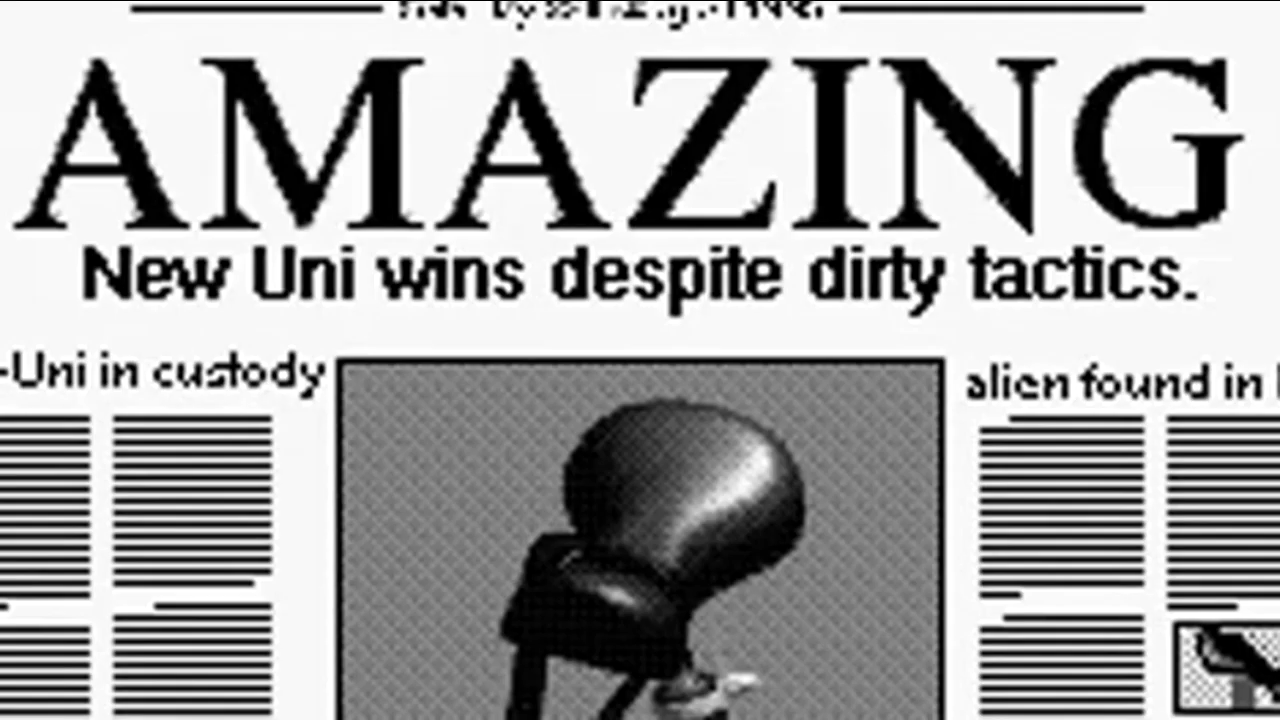 AMAZING
New Uni wins despite dirty tactics.
-Uni in custody
alien found in